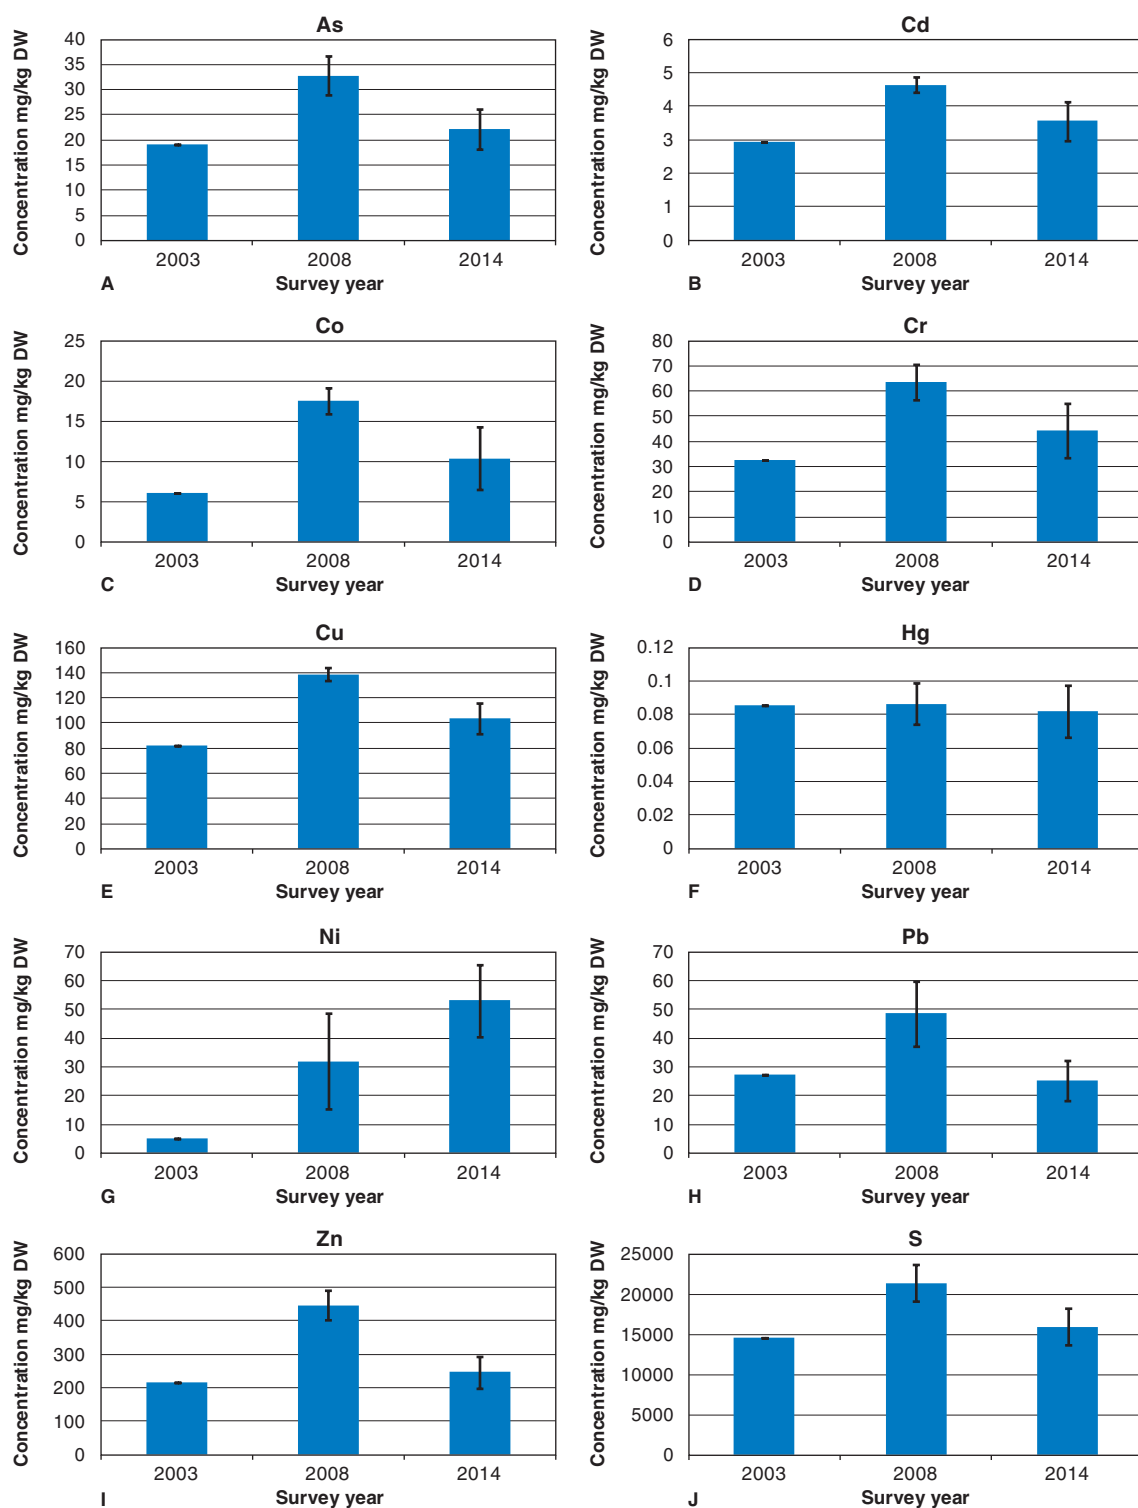 As
Concentration mg/kg DW
40
35
30
25
20
15
10
5
0
2003 2008 2014
A Survey year
Cd
Concentration mg/kg DW
6
5
4
3
2
1
0
2003 2008 2014
B Survey year
Co
Concentration mg/kg DW
25
20
15
10
5
0
2003 2008 2014
C Survey year
Cr
Concentration mg/kg DW
80
70
60
50
40
30
20
10
0
2003 2008 2014
D Survey year
Cu
Concentration mg/kg DW
160
140
120
100
80
60
40
20
0
2003 2008 2014
E Survey year
Hg
Concentration mg/kg DW
0.12
0.1
0.08
0.06
0.04
0.02
0
2003 2008 2014
F Survey year
Ni
Concentration mg/kg DW
70
60
50
40
30
20
10
0
2003 2008 2014
G Survey year
Pb
Concentration mg/kg DW
70
60
50
40
30
20
10
0
2003 2008 2014
H Survey year
Zn
Concentration mg/kg DW
600
500
400
300
200
100
0
2003 2008 2014
I Survey year
S
Concentration mg/kg DW
25000
20000
15000
10000
5000
0
2003 2008 2014
J Survey year